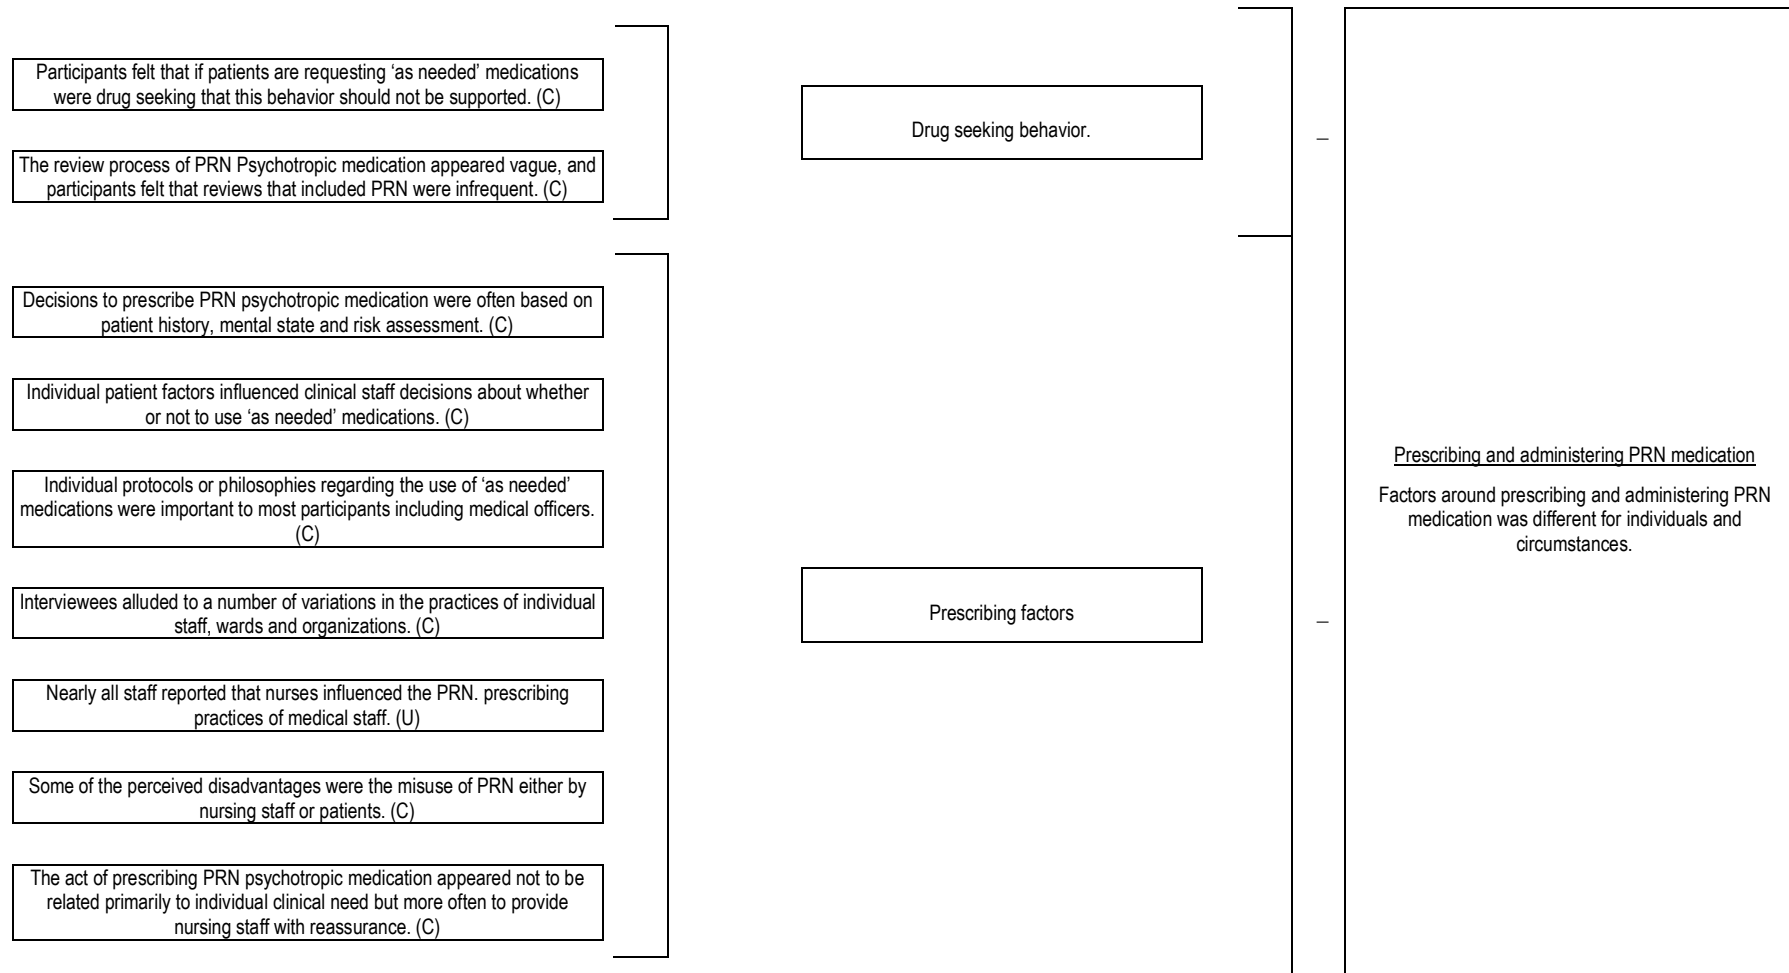 Participants felt that if patients are requesting ‘as needed’ medications
were drug seeking that this behavior should not be supported. (C)
The review process of PRN Psychotropic medication appeared vague, and
participants felt that reviews that included PRN were infrequent. (C)
Decisions to prescribe PRN psychotropic medication were often based on
patient history, mental state and risk assessment. (C)
Individual patient factors influenced clinical staff decisions about whether
or not to use ‘as needed’ medications. (C)
Individual protocols or philosophies regarding the use of ‘as needed’
medications were important to most participants including medical officers.
(C)
Interviewees alluded to a number of variations in the practices of individual
staff, wards and organizations. (C)
Nearly all staff reported that nurses influenced the PRN. prescribing
practices of medical staff. (U)
Some of the perceived disadvantages were the misuse of PRN either by
nursing staff or patients. (C)
The act of prescribing PRN psychotropic medication appeared not to be
related primarily to individual clinical need but more often to provide
nursing staff with reassurance. (C)
Drug seeking behavior.
Prescribing factors
Prescribing and administering PRN medication
Factors around prescribing and administering PRN
medication was different for individuals and
circumstances.